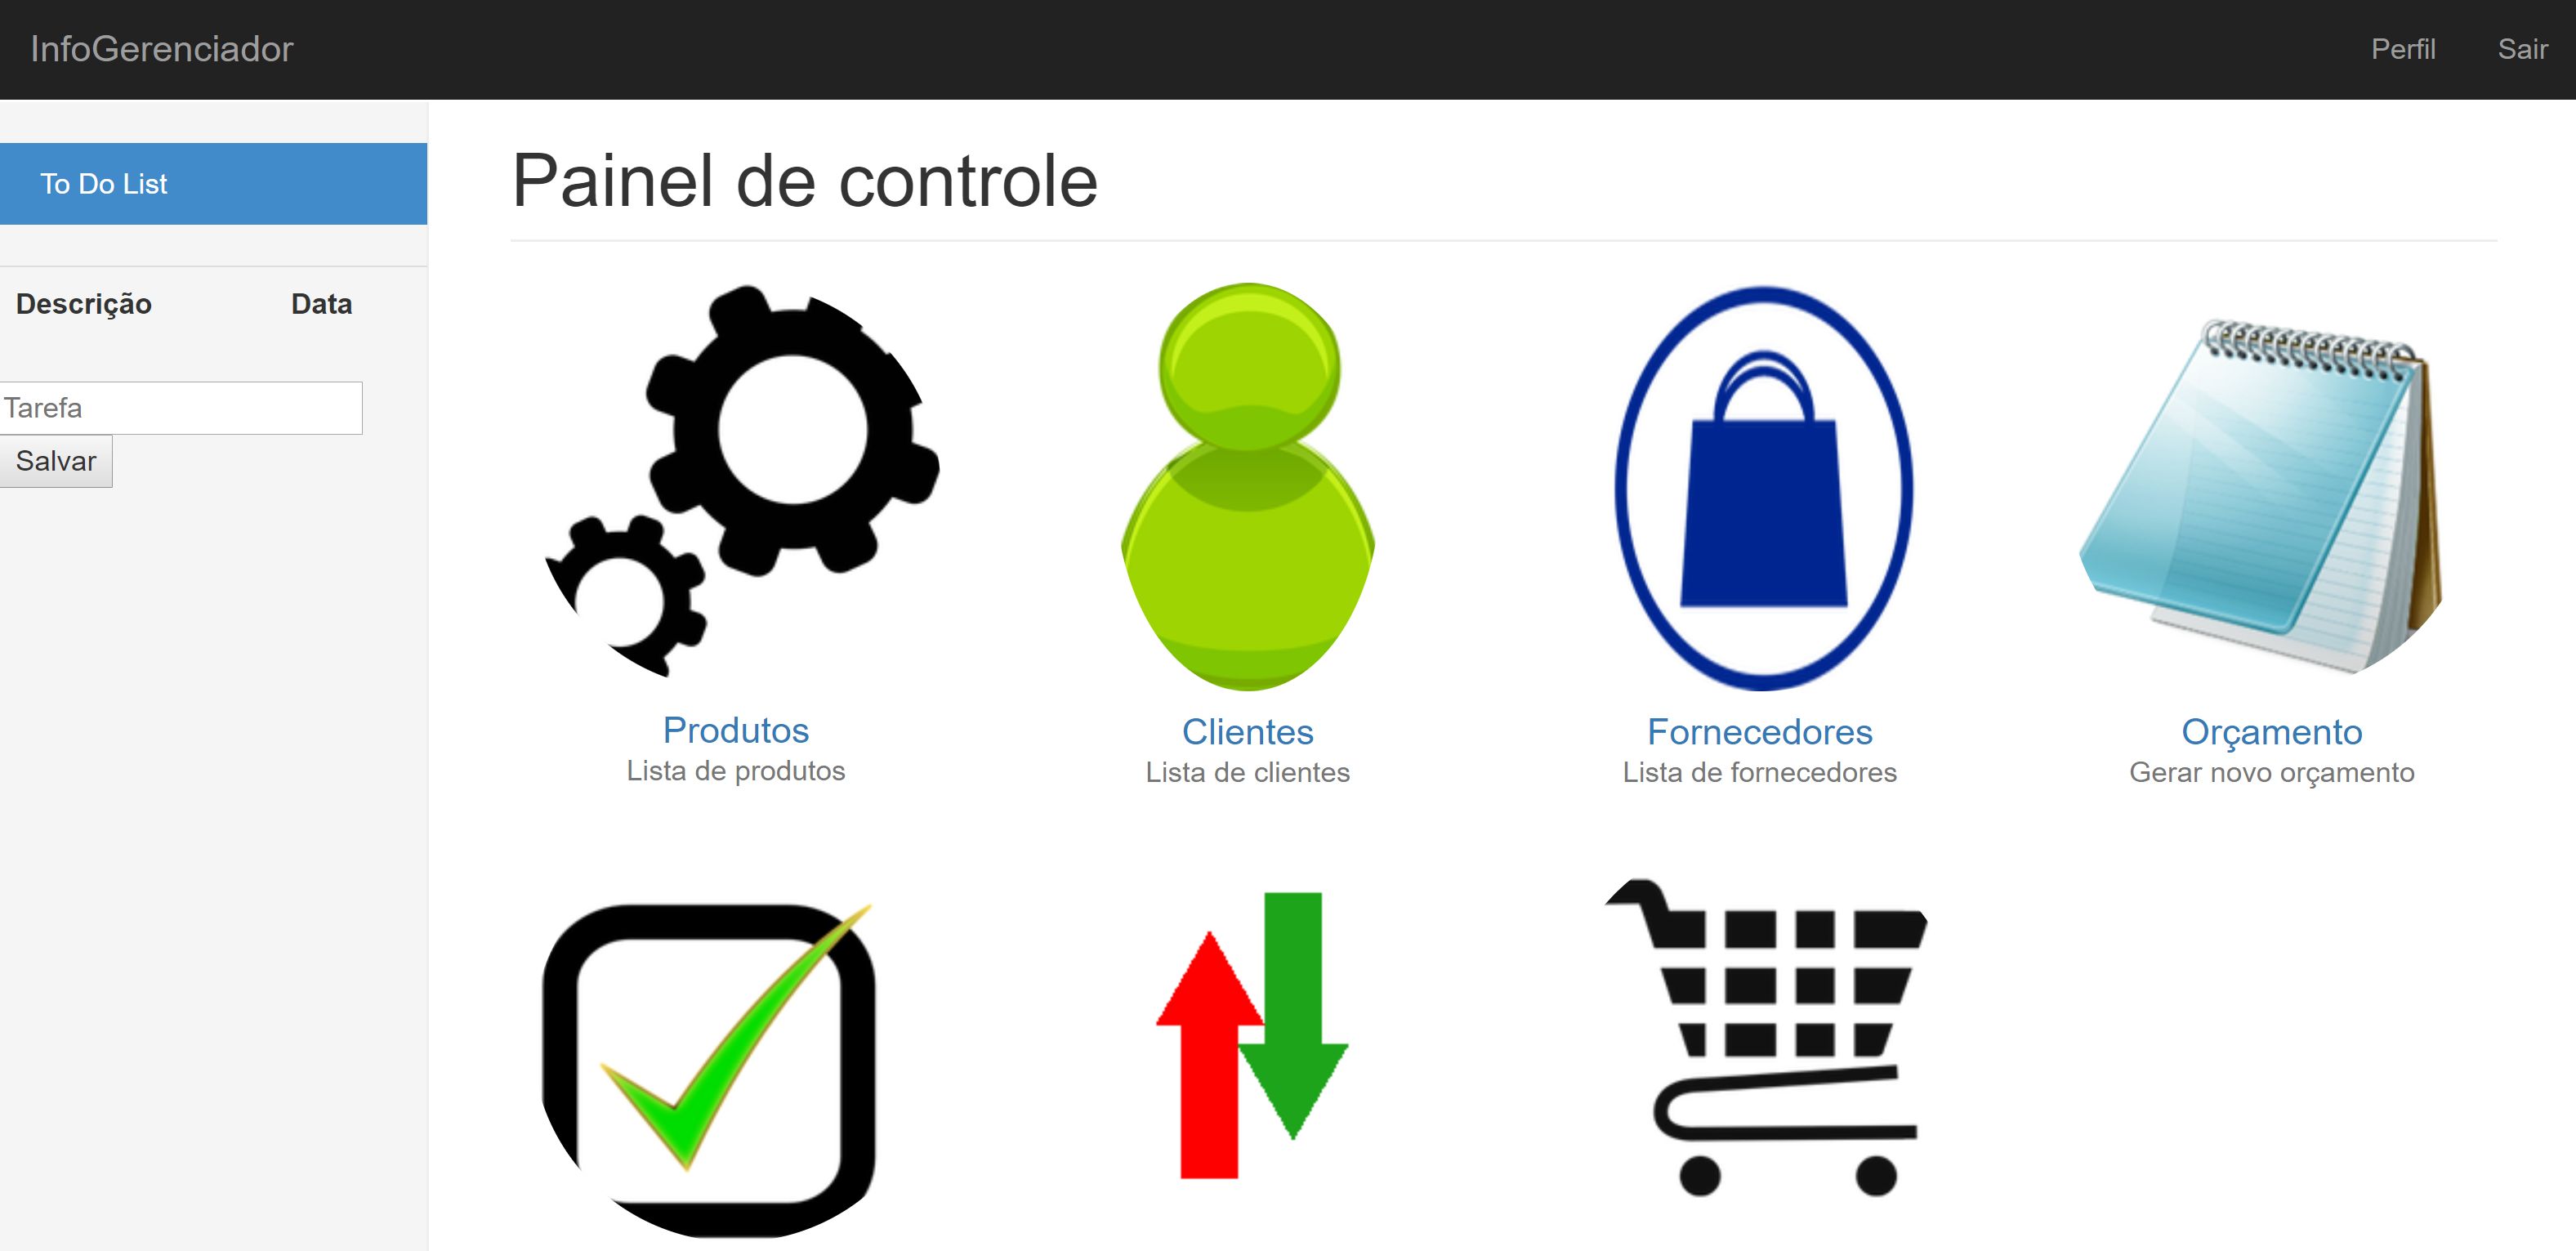 InfoGerenciador
Perfil
Sair
To Do List
Descrição
Data
Tarefa
Salvar
Painel de controle
Produtos
Lista de produtos
Clientes
Lista de clientes
Fornecedores
Lista de fornecedores
Orçamento
Gerar novo orçamento